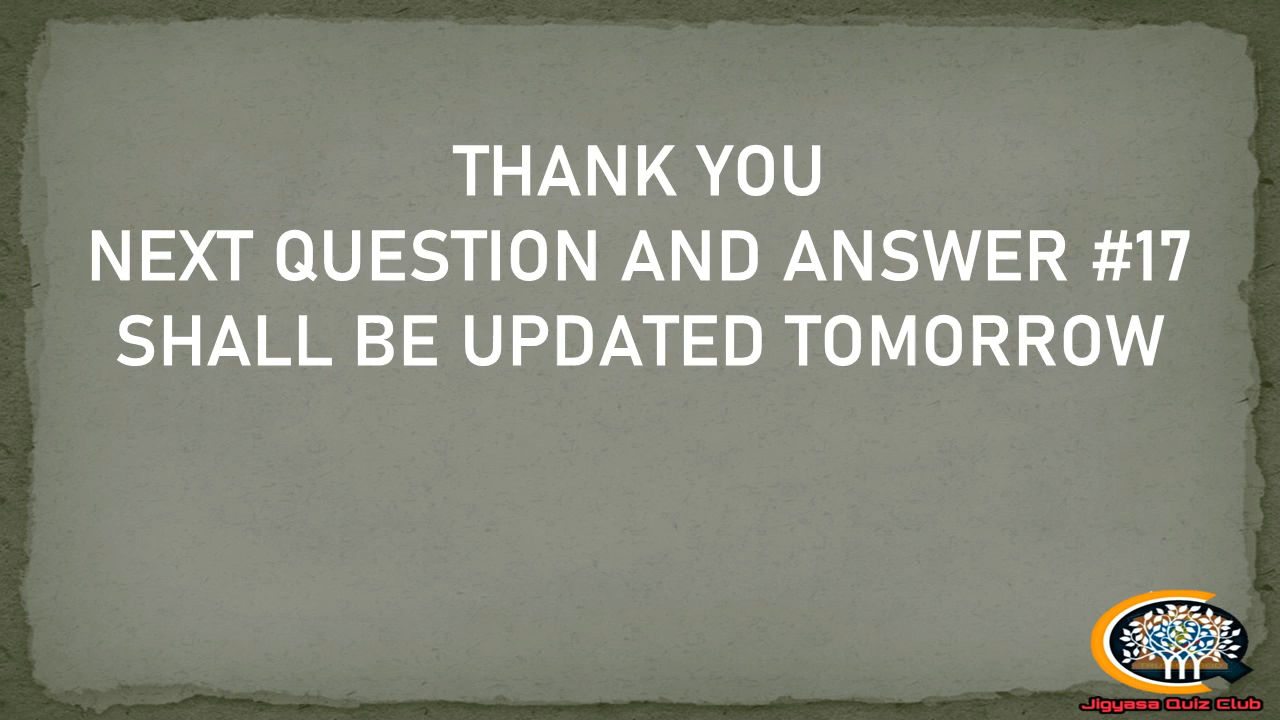 THANK YOU
NEXT QUESTION AND ANSWER #17
SHALL BE UPDATED TOMORROW
Jigyasa Quiz Club